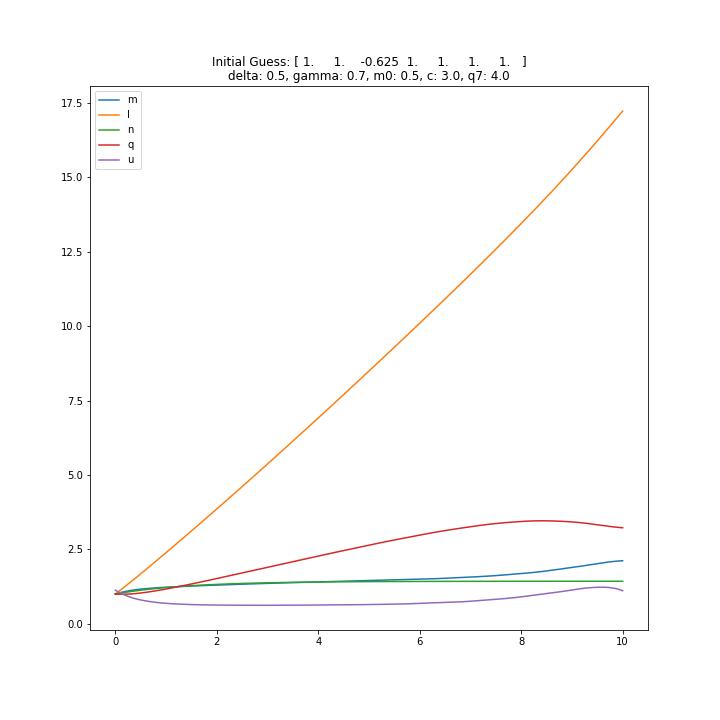 Initial Guess: [ 1. 1. -0.625 1. 1. 1. 1. ]
delta: 0.5, gamma: 0.7, m0: 0.5, c: 3.0, q7: 4.0
m
l
n
q
u
17.5
15.0
12.5
10.0
7.5
5.0
2.5
0.0
0 2 4 6 8 10